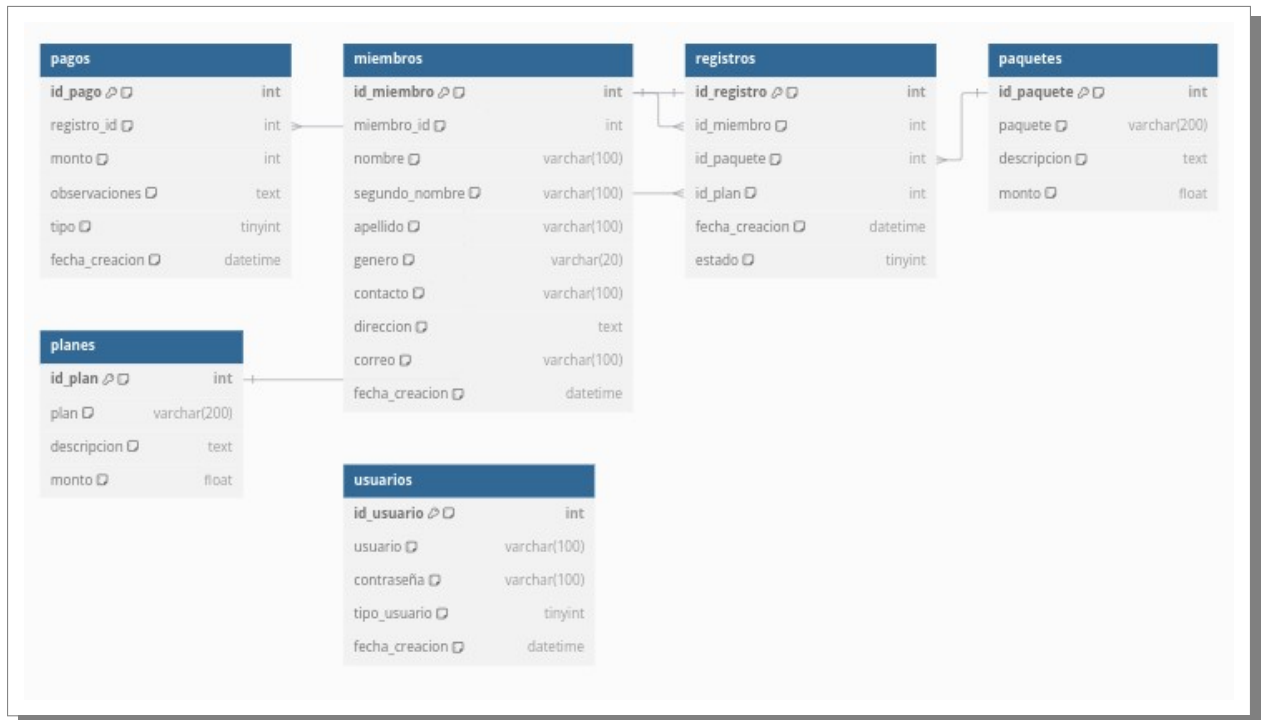 pagos
id_pago int
registro_id int
monto int
observaciones text
tipo tinyint
fecha_creacion datetime
miembros
id_miembro int
miembro_id int
nombre varchar(100)
segundo_nombre varchar(100)
apellido varchar(100)
genero varchar(20)
contacto varchar(100)
direccion text
correo varchar(100)
fecha_creacion datetime
registros
id_registro int
id_miembro int
id_paquete int
id_plan int
fecha_creacion datetime
estado tinyint
paquetes
id_paquete int
paquete varchar(200)
descripcion text
monto float
planes
id_plan int
plan varchar(200)
descripcion text
monto float
usuarios
id_usuario int
usuario varchar(100)
contraseña varchar(100)
tipo_usuario tinyint
fecha_creacion datetime